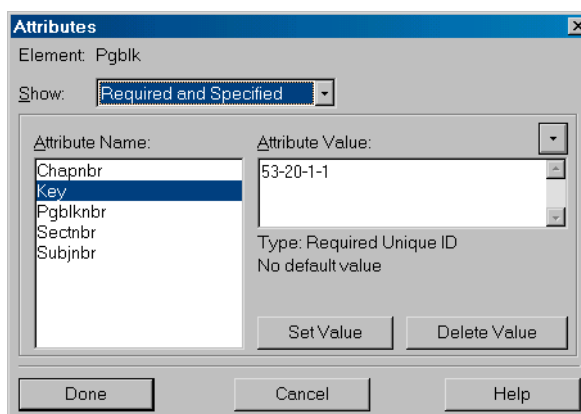 Attributes
Element: Pgblk
Show: Required and Specified
Attribute Name:
Chapnbr
Key
Pgblknbr
Sectnbr
Subjnbr
Attribute Value:
53-20-1-1
Type: Required Unique ID
No default value
Set Value Delete Value
Done Cancel Help